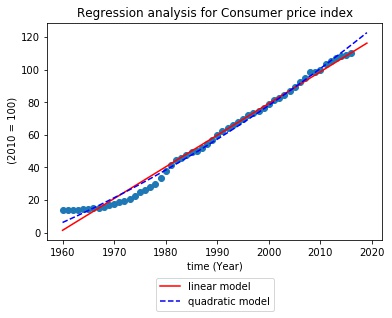 Regression analysis for Consumer price index
120
100
80
60
40
20
0
(2010 = 100)
1960 1970 1980 1990 2000 2010 2020
time (Year)
linear model
quadratic model